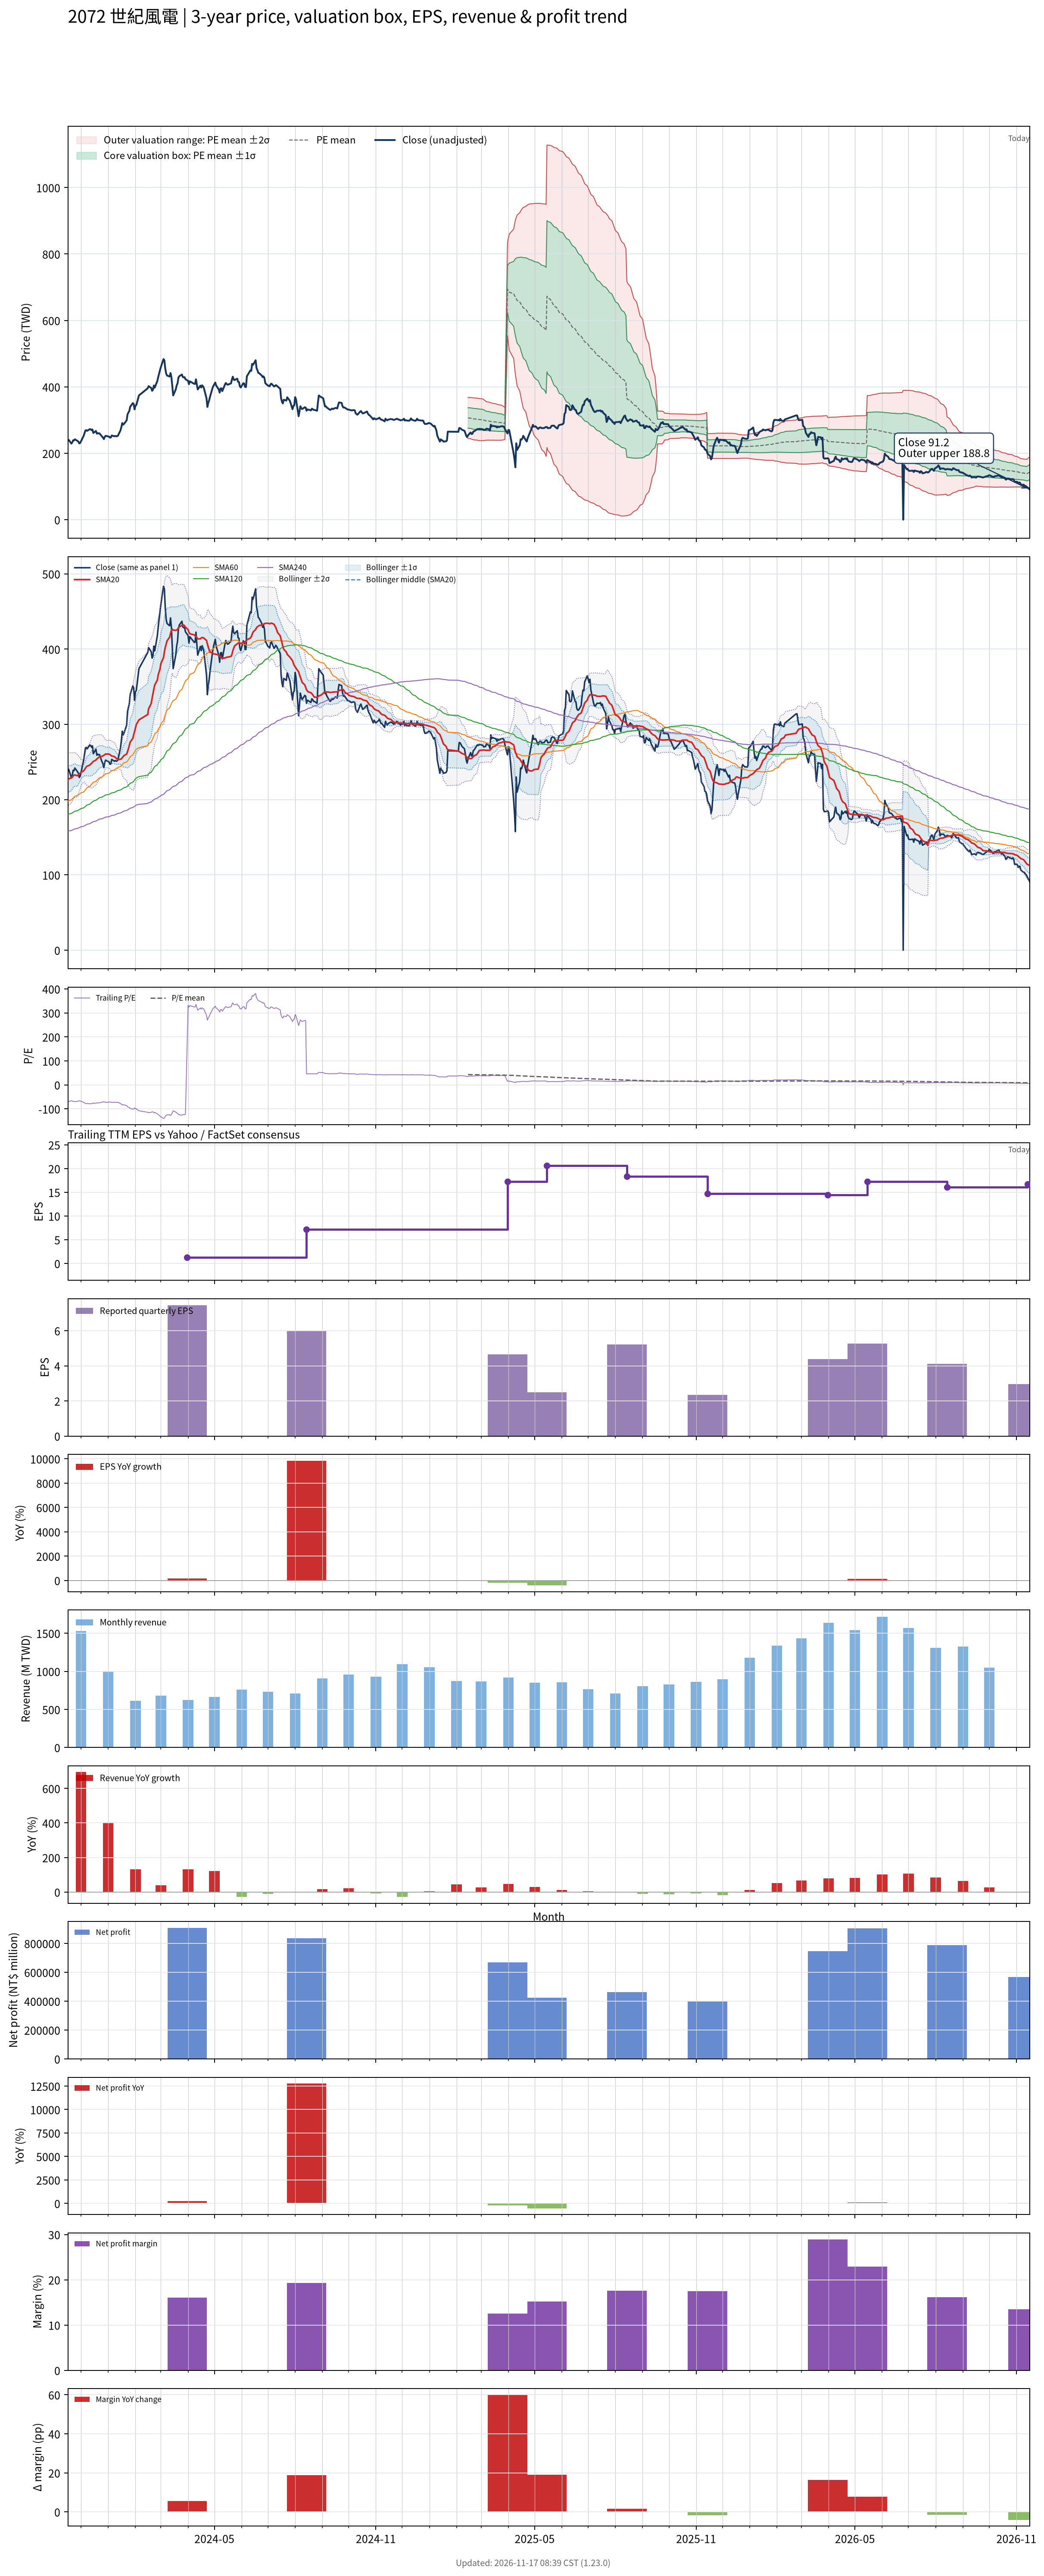 2072 世紀風電 | 3-year price, valuation box, EPS, revenue & profit trend
Outer valuation range: PE mean ±2σ
Core valuation box: PE mean ±1σ
PE mean
Close (unadjusted)
Today
Price (TWD)
1000
800
600
400
200
0
Close 91.2
Outer upper 188.8
Close (same as panel 1)
SMA20
SMA60
SMA120
SMA240
Bollinger ±2σ
Bollinger ±1σ
Bollinger middle (SMA20)
Price
500
400
300
200
100
0
Trailing P/E
P/E mean
P/E
400
300
200
100
0
-100
Trailing TTM EPS vs Yahoo / FactSet consensus
Today
EPS
25
20
15
10
5
0
Reported quarterly EPS
EPS
6
4
2
0
EPS YoY growth
YoY (%)
10000
8000
6000
4000
2000
0
Monthly revenue
Revenue (M TWD)
1500
1000
500
0
Revenue YoY growth
YoY (%)
600
400
200
0
Month
Net profit
Net profit (NT$ million)
800000
600000
400000
200000
0
Net profit YoY
YoY (%)
12500
10000
7500
5000
2500
0
Net profit margin
Margin (%)
30
20
10
0
Margin YoY change
Δ margin (pp)
60
40
20
0
2024-05
2024-11
2025-05
2025-11
2026-05
2026-11
Updated: 2026-11-17 08:39 CST (1.23.0)